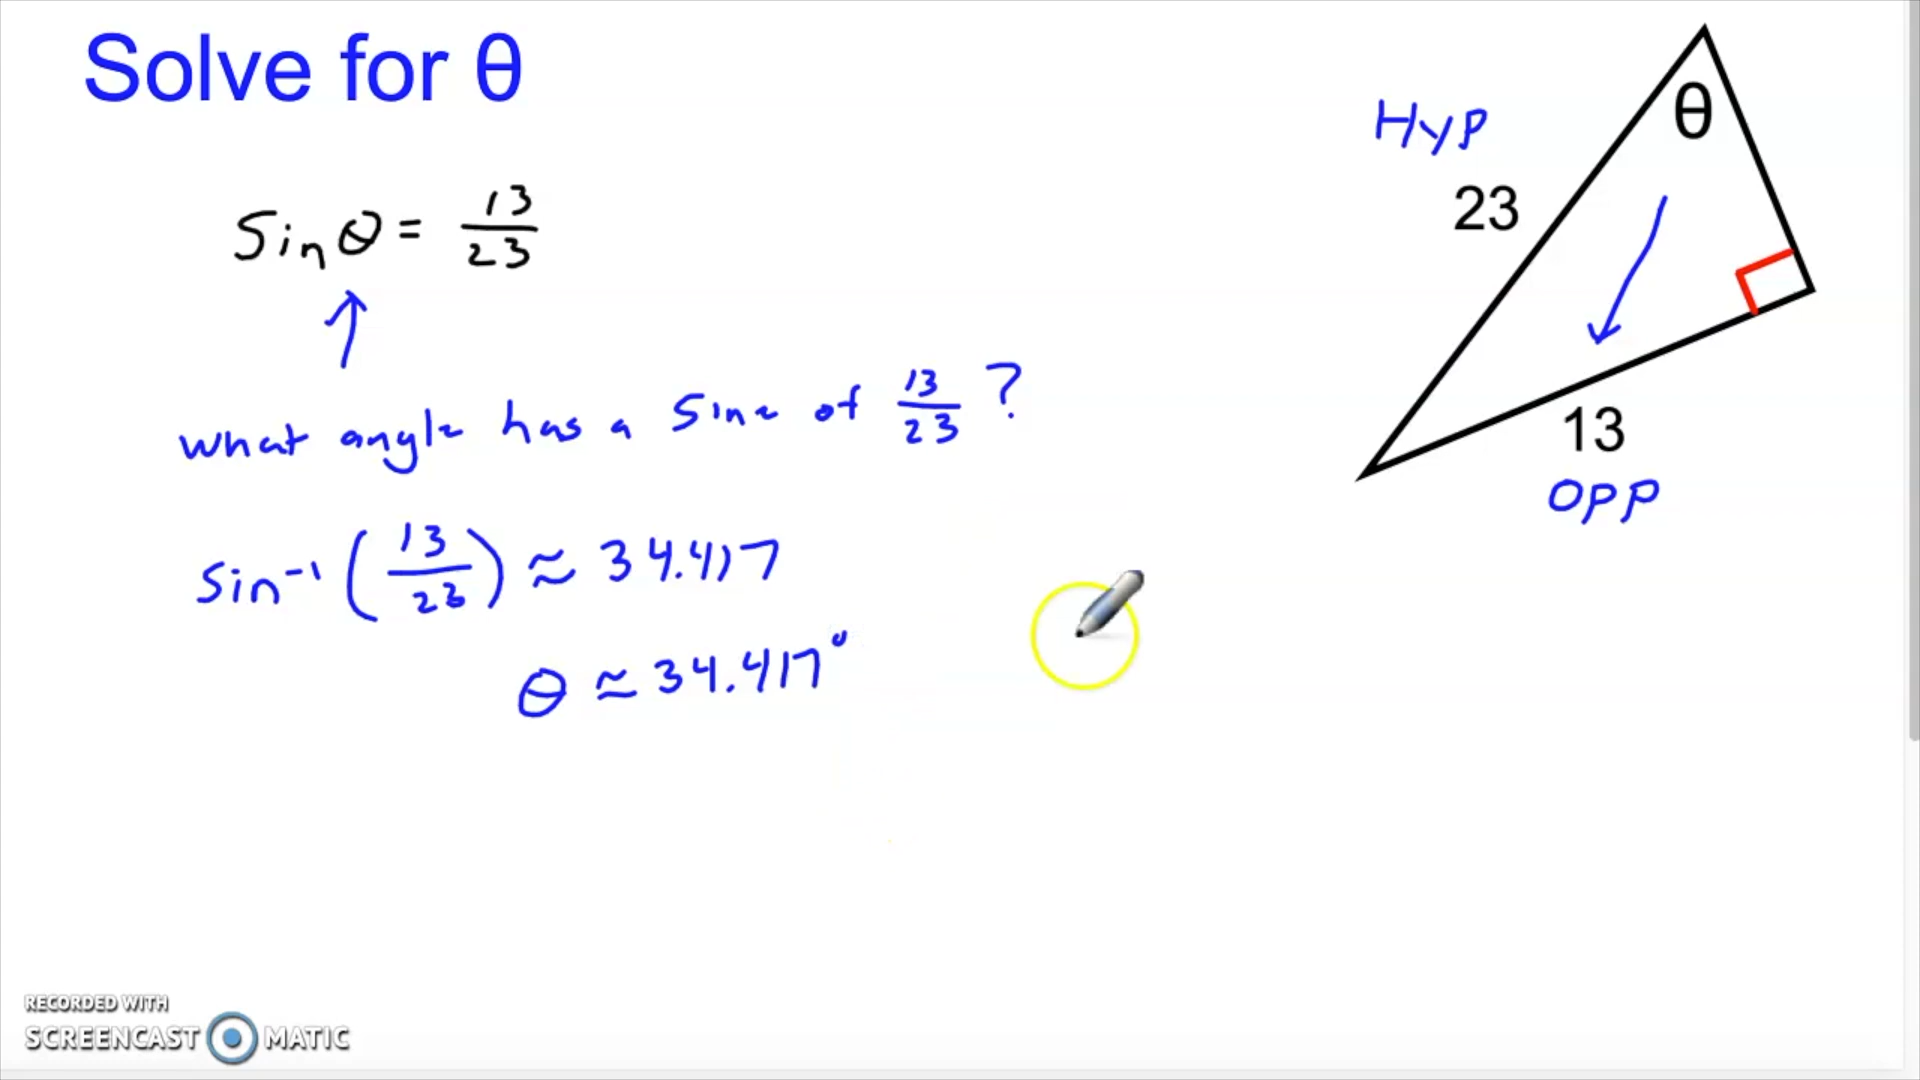 Solve for θ
Sin θ = 13/23
what angle has a sine of 13/23 ?
sin⁻¹ (13/23) ≈ 34.417
θ ≈ 34.417°
Hyp
θ
23
13
OPP
RECORDED WITH
SCREENCAST MATIC